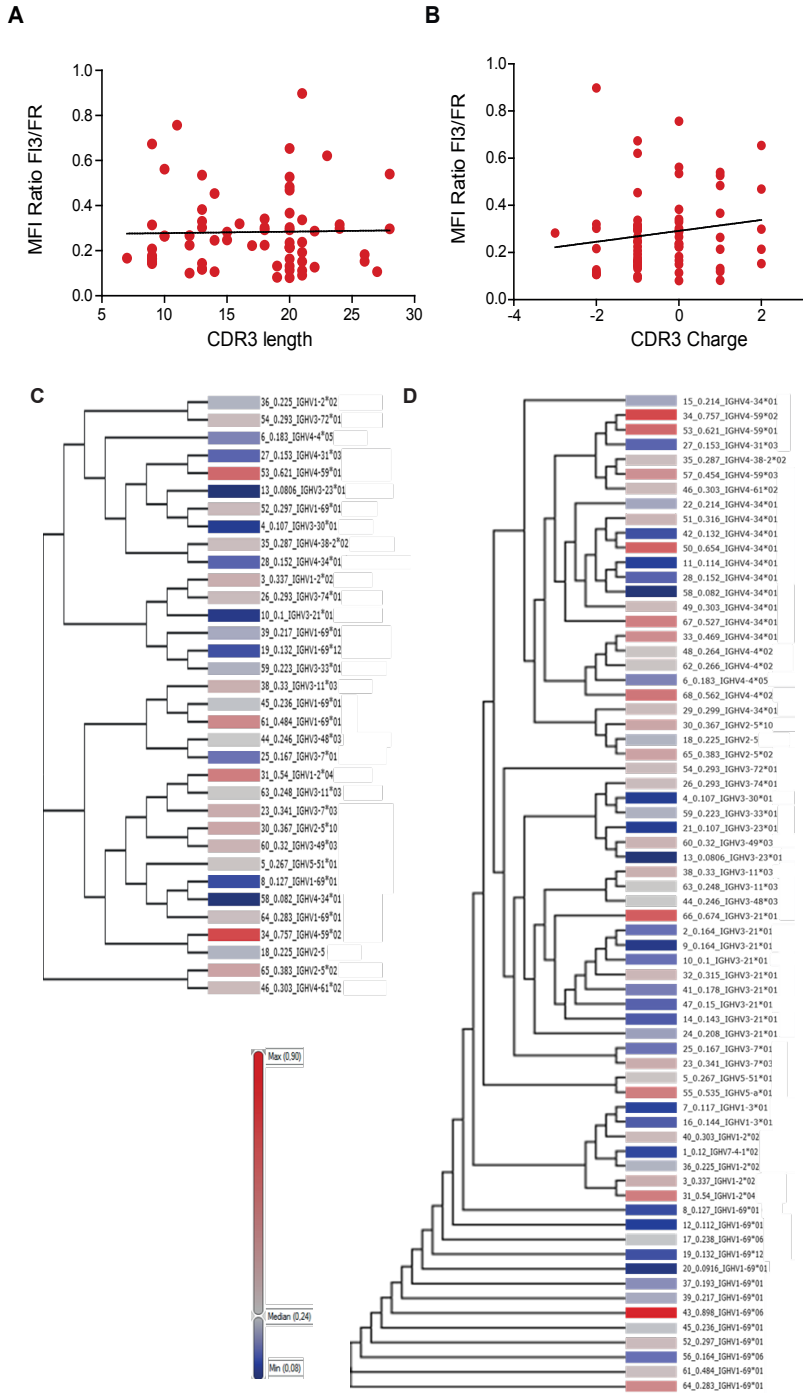 A
B
MFI Ratio Fl3/FR
1.0
0.8
0.6
0.4
0.2
0.0
5
10
15
20
25
30
CDR3 length
MFI Ratio Fl3/FR
1.0
0.8
0.6
0.4
0.2
0.0
-4
-2
0
2
CDR3 Charge
C
36_0.225_IGHV1-2*02
54_0.293_IGHV3-72*01
6_0.183_IGHV4-4*05
27_0.153_IGHV4-31*03
53_0.621_IGHV4-59*01
13_0.0806_IGHV3-23*01
52_0.297_IGHV1-69*01
4_0.107_IGHV3-30*01
35_0.287_IGHV4-38-2*02
28_0.152_IGHV4-34*01
3_0.337_IGHV1-2*02
26_0.293_IGHV3-74*01
10_0.1_IGHV3-21*01
39_0.217_IGHV1-69*01
19_0.132_IGHV1-69*12
59_0.223_IGHV3-33*01
38_0.33_IGHV3-11*03
45_0.236_IGHV1-69*01
61_0.484_IGHV1-69*01
44_0.246_IGHV3-48*03
25_0.167_IGHV3-7*01
31_0.54_IGHV1-2*04
63_0.248_IGHV3-11*03
23_0.341_IGHV3-7*03
30_0.367_IGHV2-5*10
60_0.32_IGHV3-49*03
5_0.267_IGHV5-51*01
8_0.127_IGHV1-69*01
58_0.082_IGHV4-34*01
64_0.283_IGHV1-69*01
34_0.757_IGHV4-59*02
18_0.225_IGHV2-5
65_0.383_IGHV2-5*02
46_0.303_IGHV4-61*02
Max (0,90)
Median (0,24)
Min (0,08)
D
15_0.214_IGHV4-34*01
34_0.757_IGHV4-59*02
53_0.621_IGHV4-59*01
27_0.153_IGHV4-31*03
35_0.287_IGHV4-38-2*02
57_0.454_IGHV4-59*03
46_0.303_IGHV4-61*02
22_0.214_IGHV4-34*01
51_0.316_IGHV4-34*01
42_0.132_IGHV4-34*01
50_0.654_IGHV4-34*01
11_0.114_IGHV4-34*01
28_0.152_IGHV4-34*01
58_0.082_IGHV4-34*01
49_0.303_IGHV4-34*01
67_0.527_IGHV4-34*01
33_0.469_IGHV4-34*01
48_0.264_IGHV4-4*02
62_0.266_IGHV4-4*02
6_0.183_IGHV4-4*05
68_0.562_IGHV4-4*02
29_0.299_IGHV4-34*01
30_0.367_IGHV2-5*10
18_0.225_IGHV2-5
65_0.383_IGHV2-5*02
54_0.293_IGHV3-72*01
26_0.293_IGHV3-74*01
4_0.107_IGHV3-30*01
59_0.223_IGHV3-33*01
21_0.107_IGHV3-23*01
60_0.32_IGHV3-49*03
13_0.0806_IGHV3-23*01
38_0.33_IGHV3-11*03
63_0.248_IGHV3-11*03
44_0.246_IGHV3-48*03
66_0.674_IGHV3-21*01
2_0.164_IGHV3-21*01
9_0.164_IGHV3-21*01
10_0.1_IGHV3-21*01
32_0.315_IGHV3-21*01
41_0.178_IGHV3-21*01
47_0.15_IGHV3-21*01
14_0.143_IGHV3-21*01
24_0.208_IGHV3-21*01
25_0.167_IGHV3-7*01
23_0.341_IGHV3-7*03
5_0.267_IGHV5-51*01
55_0.535_IGHV5-a*01
7_0.117_IGHV1-3*01
16_0.144_IGHV1-3*01
40_0.303_IGHV1-2*02
1_0.12_IGHV7-4-1*02
36_0.225_IGHV1-2*02
3_0.337_IGHV1-2*02
31_0.54_IGHV1-2*04
8_0.127_IGHV1-69*01
12_0.112_IGHV1-69*01
17_0.238_IGHV1-69*06
19_0.132_IGHV1-69*12
20_0.0916_IGHV1-69*01
37_0.193_IGHV1-69*01
39_0.217_IGHV1-69*01
43_0.898_IGHV1-69*06
45_0.236_IGHV1-69*01
52_0.297_IGHV1-69*01
56_0.164_IGHV1-69*06
61_0.484_IGHV1-69*01
64_0.283_IGHV1-69*01